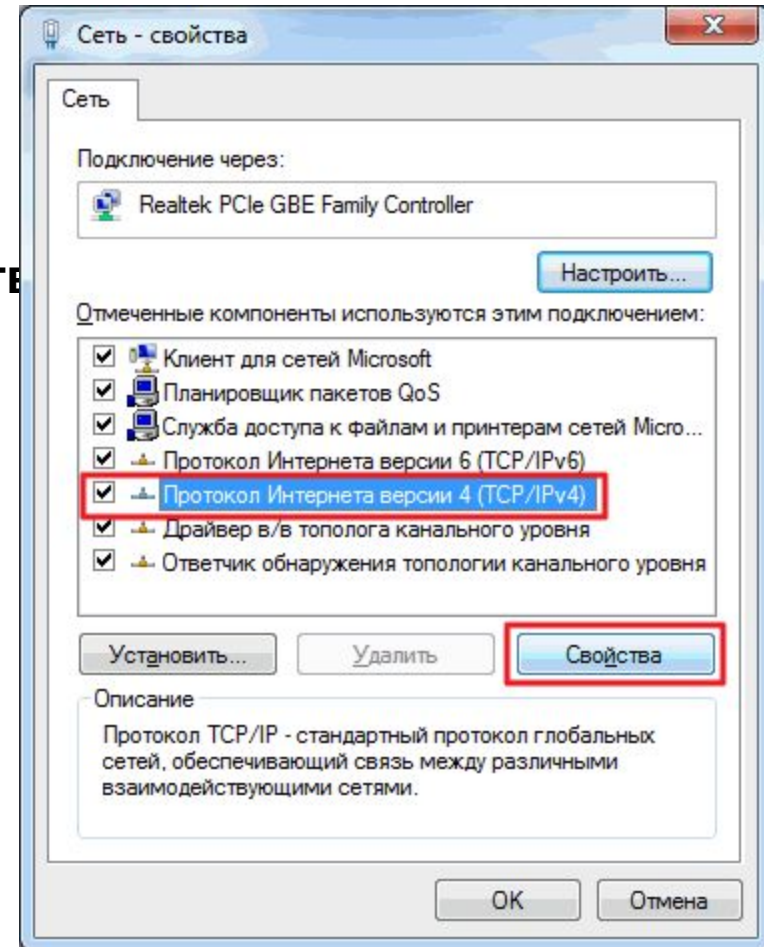 Сеть - свойства
Сеть
Подключение через:
Realtek PCIe GBE Family Controller
Настроить...
Отмеченные компоненты используются этим подключением:
Клиент для сетей Microsoft
Планировщик пакетов QoS
Служба доступа к файлам и принтерам сетей Micro...
Протокол Интернета версии 6 (TCP/IPv6)
Протокол Интернета версии 4 (TCP/IPv4)
Драйвер в/в тополога канального уровня
Ответчик обнаружения топологии канального уровня
Установить... Удалить Свойства
Описание
Протокол TCP/IP - стандартный протокол глобальных
сетей, обеспечивающий связь между различными
взаимодействующими сетями.
OK Отмена